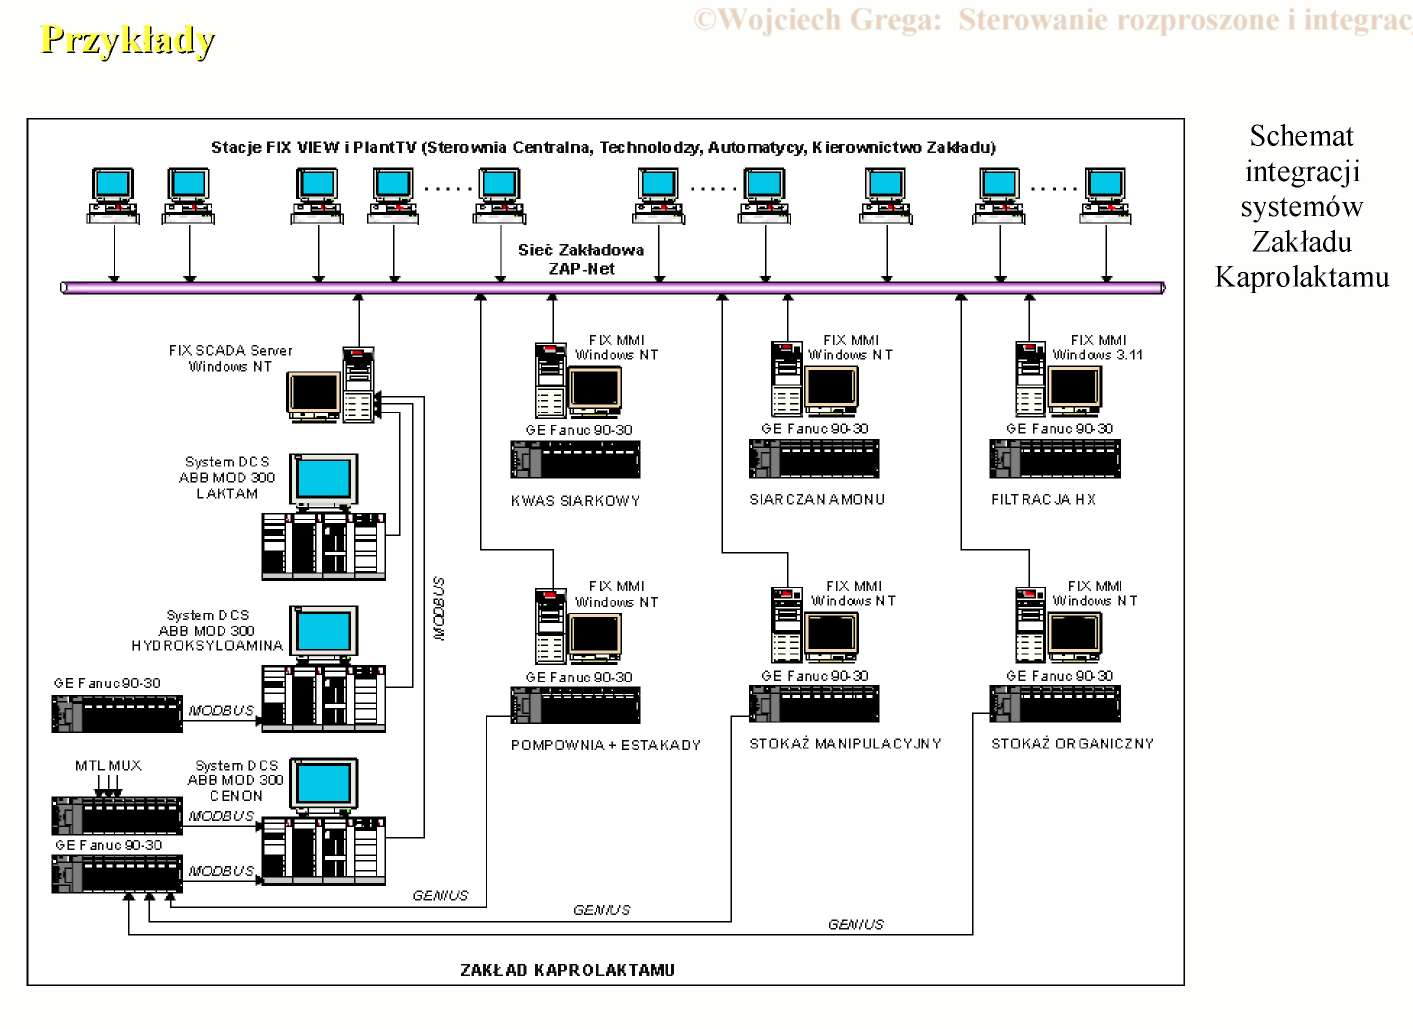 ©Wojciech Grega: Sterowanie rozproszone i integrac
Przykłady
Schemat
integracji
systemów
Zakładu
Kaprolaktamu
Stacje FIX VIEW i PlantTV (Sterownia Centralna, Technolodzy, Automatycy, Kierownictwo Zakładu)
Sieć Zakładowa
ZAP-Net
FIX SCADA Server
Windows NT
FIX MMI
Windows NT
GE Fanuc 90-30
KWAS SIARKOWY
FIX MMI
Windows NT
GE Fanuc 90-30
SIARCZAN AMONU
FIX MMI
Windows 3.11
GE Fanuc 90-30
FILTRACJA HX
System DCS
ABB MOD 300
LAKTAM
MODBUS
System DCS
ABB MOD 300
HYDROKSYLOAMINA
GE Fanuc 90-30
MODBUS
FIX MMI
Windows NT
GE Fanuc 90-30
POMPOWNIA + ESTAKADY
FIX MMI
Windows NT
GE Fanuc 90-30
STOKAŻ MANIPULACYJNY
FIX MMI
Windows NT
GE Fanuc 90-30
STOKAŻ ORGANICZNY
MTL MUX
System DCS
ABB MOD 300
CENON
MODBUS
GE Fanuc 90-30
MODBUS
GENIUS
GENIUS
GENIUS
ZAKŁAD KAPROLAKTAMU